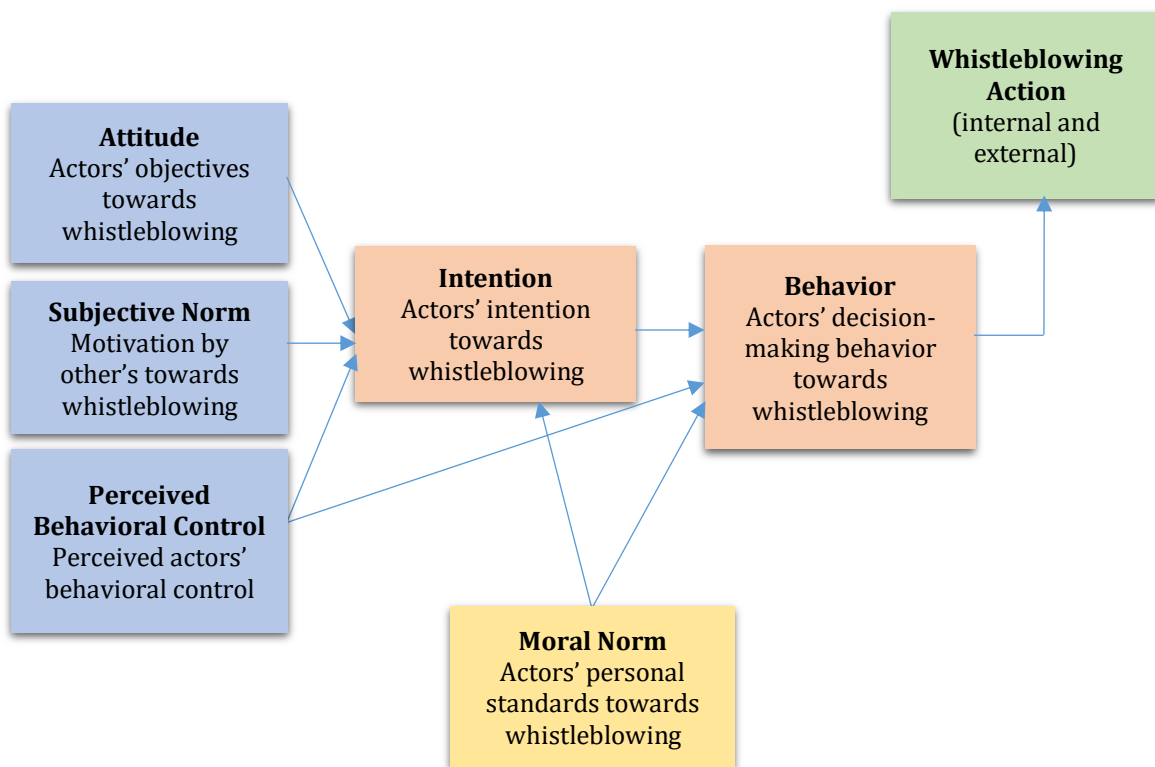 Whistleblowing
Action
(internal and
external)
Attitude
Actors’ objectives
towards
whistleblowing
Subjective Norm
Motivation by
other’s towards
whistleblowing
Perceived
Behavioral Control
Perceived actors’
behavioral control
Intention
Actors’ intention
towards
whistleblowing
Behavior
Actors’ decision-
making behavior
towards
whistleblowing
Moral Norm
Actors’ personal
standards towards
whistleblowing